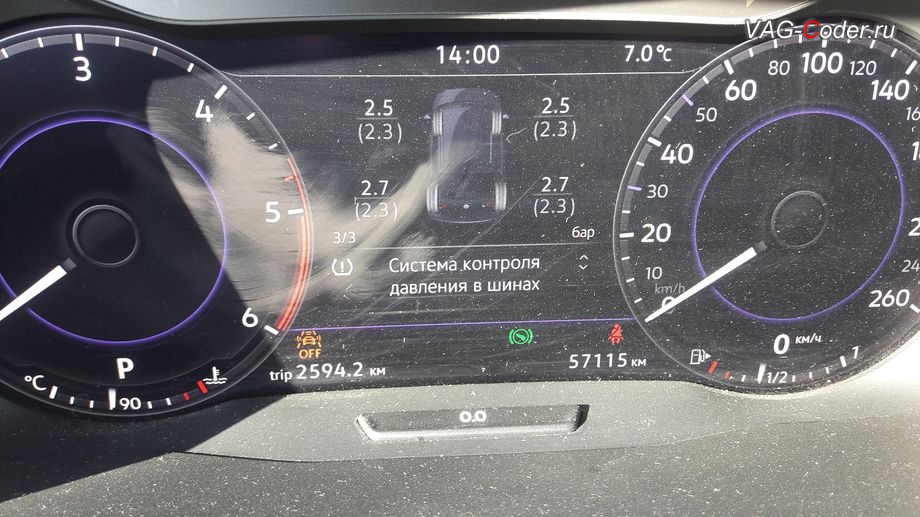 VAG-Coder.ru
14:00 7.0°C
2.5 2.5
(2.3) (2.3)
2.7 2.7
(2.3) (2.3)
3/3 бар
Система контроля
давления в шинах
OFF
trip 2594.2 км 57115 км
3 4 5 6
P
°C 90
0 10 20 30 40 50 60 80 100 120 140
260
km/h
0 км/ч
1/2 1
0.0